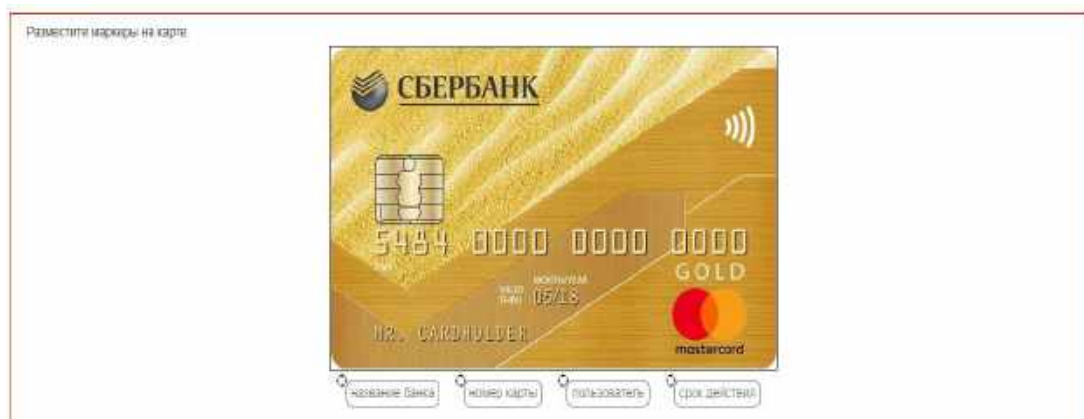 Разместите маркеры на карте
СБЕРБАНК
5484 0000 0000 0000
GOLD
MONTH/YEAR
VALID
THRU 05/18
MR. CARDHOLDER
mastercard
название банка номер карты пользователь срок действия